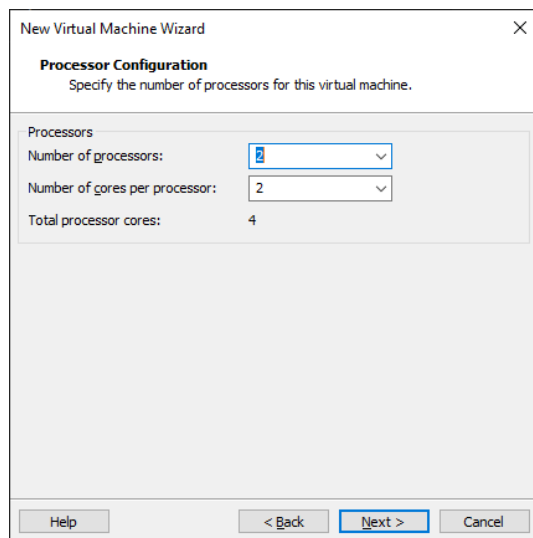 New Virtual Machine Wizard
Processor Configuration
Specify the number of processors for this virtual machine.
Processors
Number of processors: 2
Number of cores per processor: 2
Total processor cores: 4
Help < Back Next > Cancel